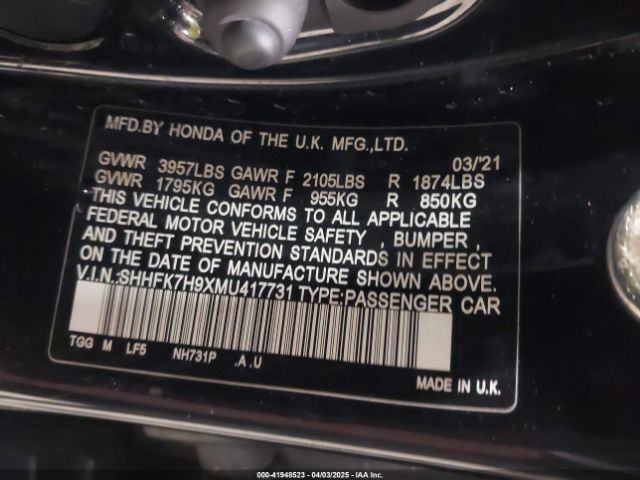 MFD.BY HONDA OF THE U.K. MFG.,LTD.
03/'21
GVWR 3957LBS GAWR F 2105LBS R 1874LBS
GVWR 1795KG GAWR F 955KG R 850KG
THIS VEHICLE CONFORMS TO ALL APPLICABLE
FEDERAL MOTOR VEHICLE SAFETY , BUMPER ,
AND THEFT PREVENTION STANDARDS IN EFFECT
ON THE DATE OF MANUFACTURE SHOWN ABOVE.
V.I.N.:SHHFK7H9XMU417731 TYPE:PASSENGER CAR
TGG M LF5 NH731P .A.U
MADE IN U.K.
000-41948523 - 04/03/2025 - IAA Inc.